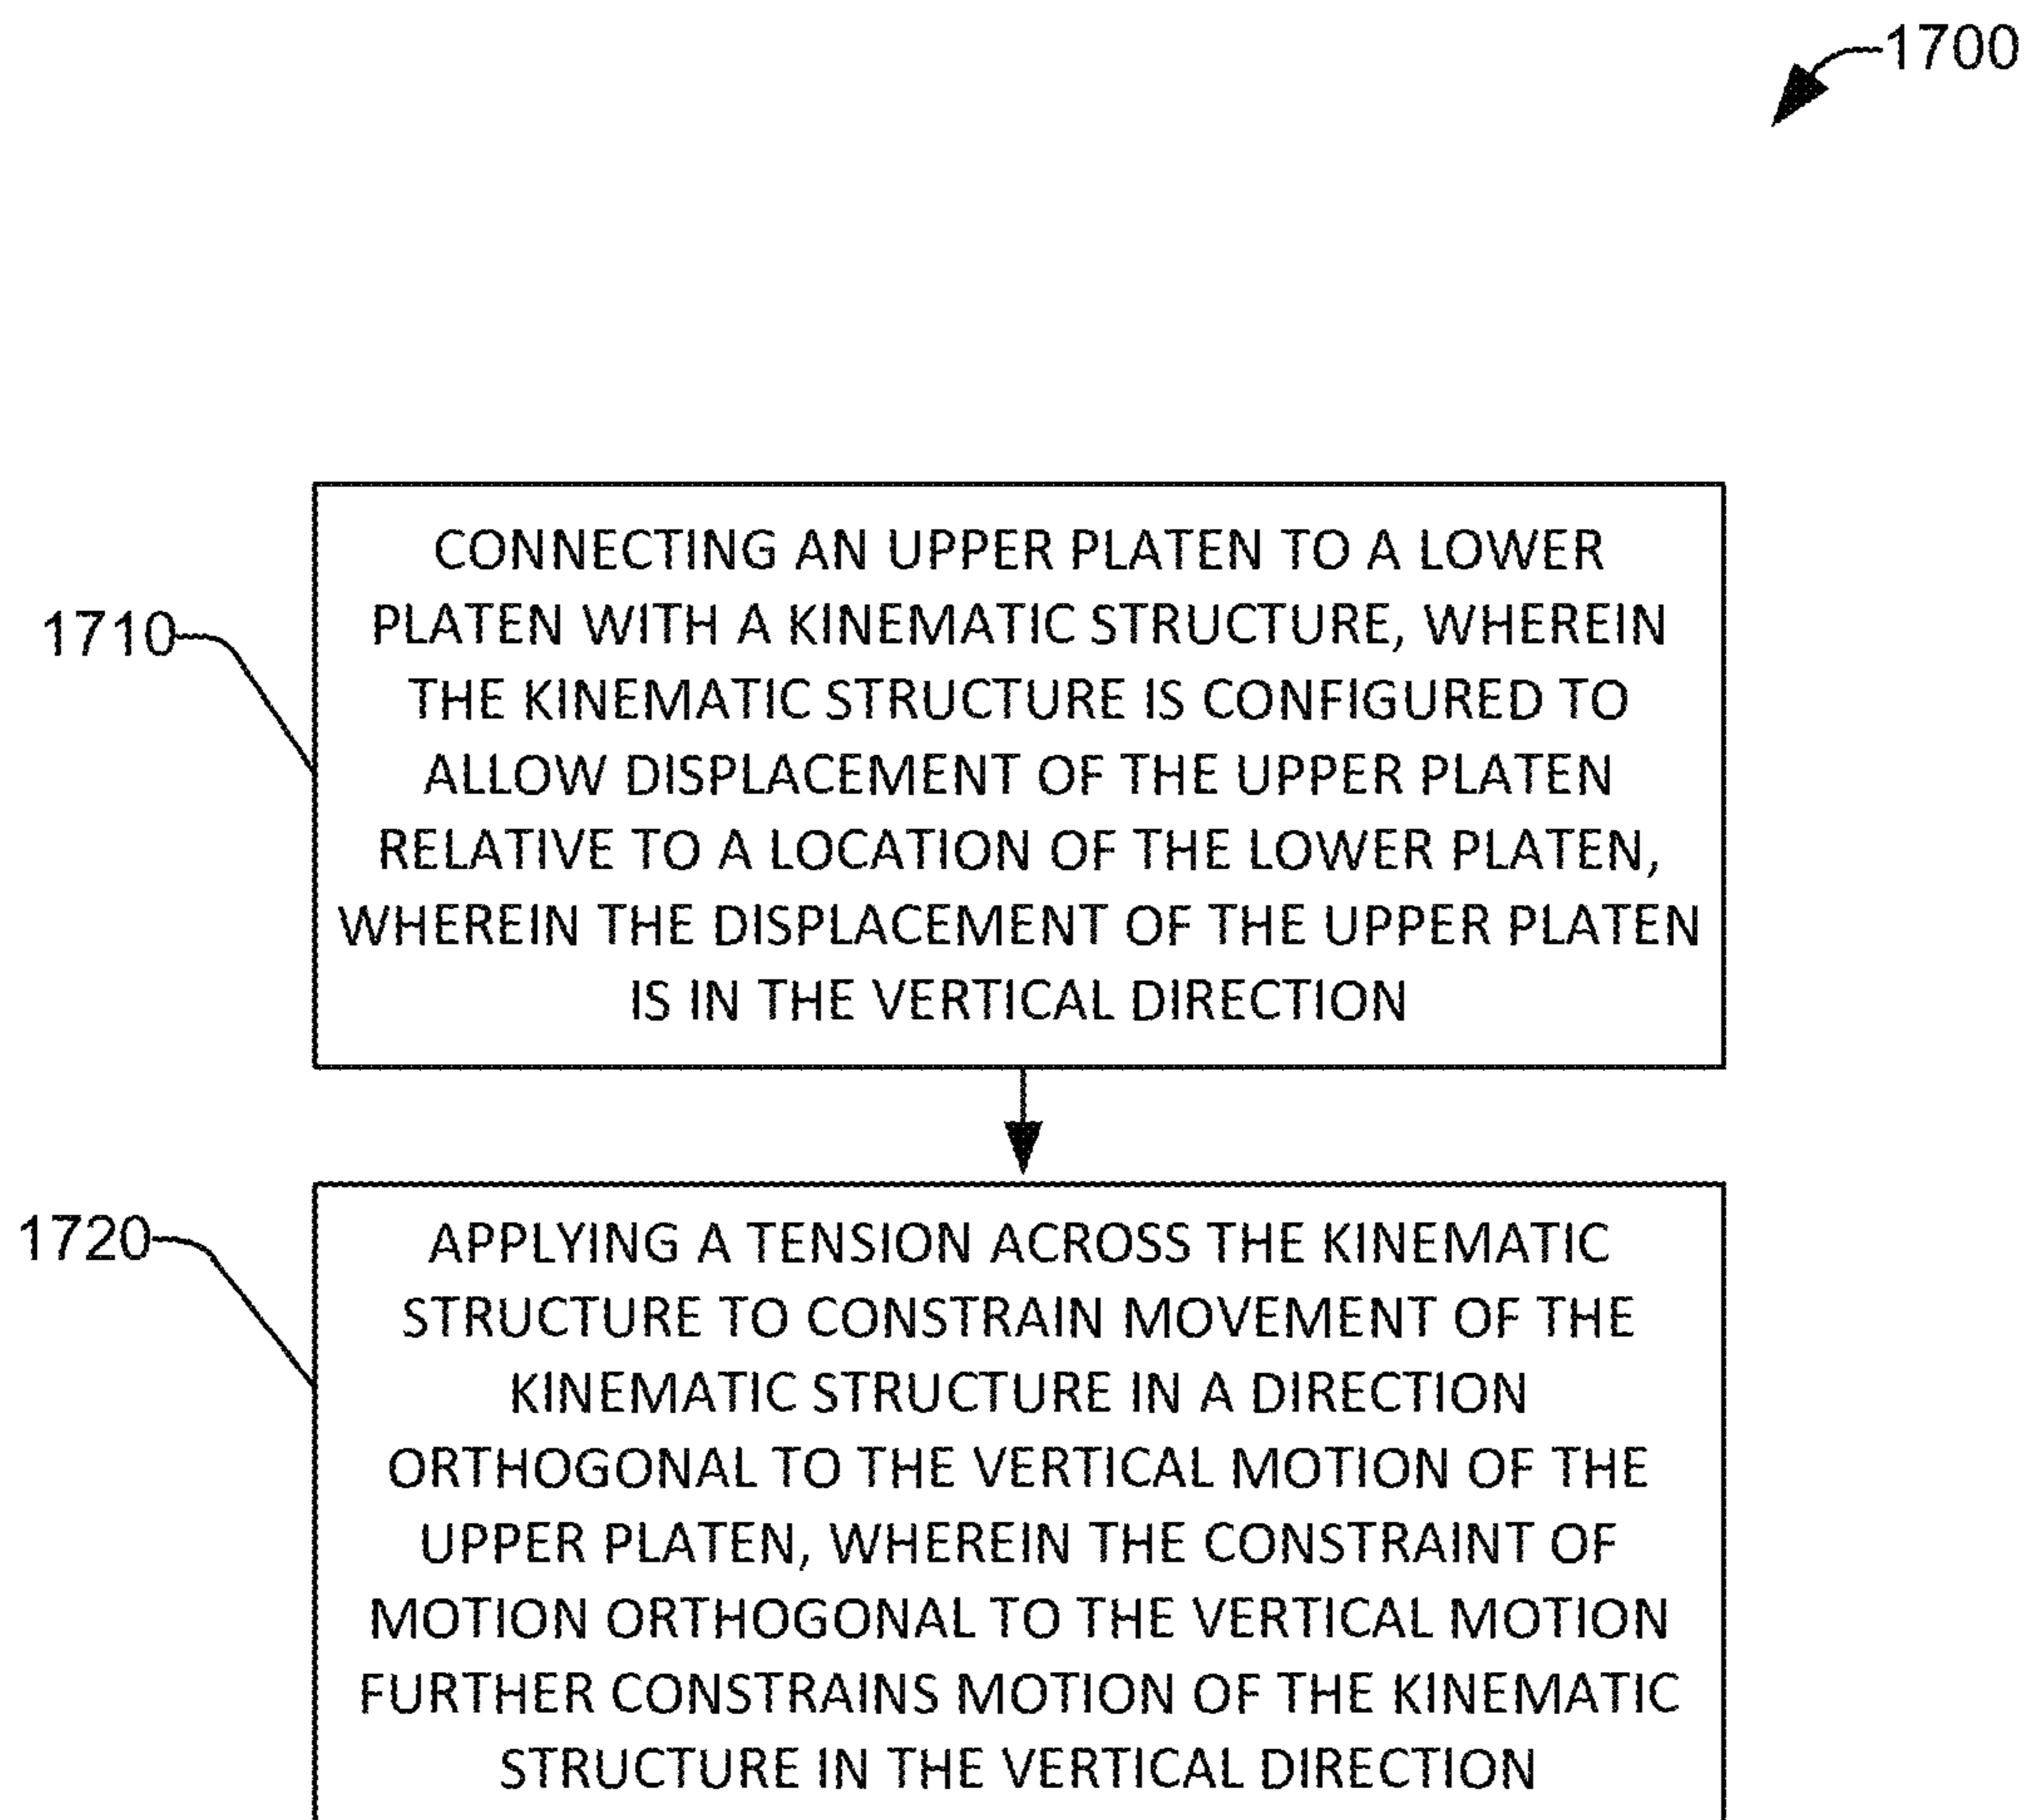 1700
1710
CONNECTING AN UPPER PLATEN TO A LOWER
PLATEN WITH A KINEMATIC STRUCTURE, WHEREIN
THE KINEMATIC STRUCTURE IS CONFIGURED TO
ALLOW DISPLACEMENT OF THE UPPER PLATEN
RELATIVE TO A LOCATION OF THE LOWER PLATEN,
WHEREIN THE DISPLACEMENT OF THE UPPER PLATEN
IS IN THE VERTICAL DIRECTION
1720
APPLYING A TENSION ACROSS THE KINEMATIC
STRUCTURE TO CONSTRAIN MOVEMENT OF THE
KINEMATIC STRUCTURE IN A DIRECTION
ORTHOGONAL TO THE VERTICAL MOTION OF THE
UPPER PLATEN, WHEREIN THE CONSTRAINT OF
MOTION ORTHOGONAL TO THE VERTICAL MOTION
FURTHER CONSTRAINS MOTION OF THE KINEMATIC
STRUCTURE IN THE VERTICAL DIRECTION